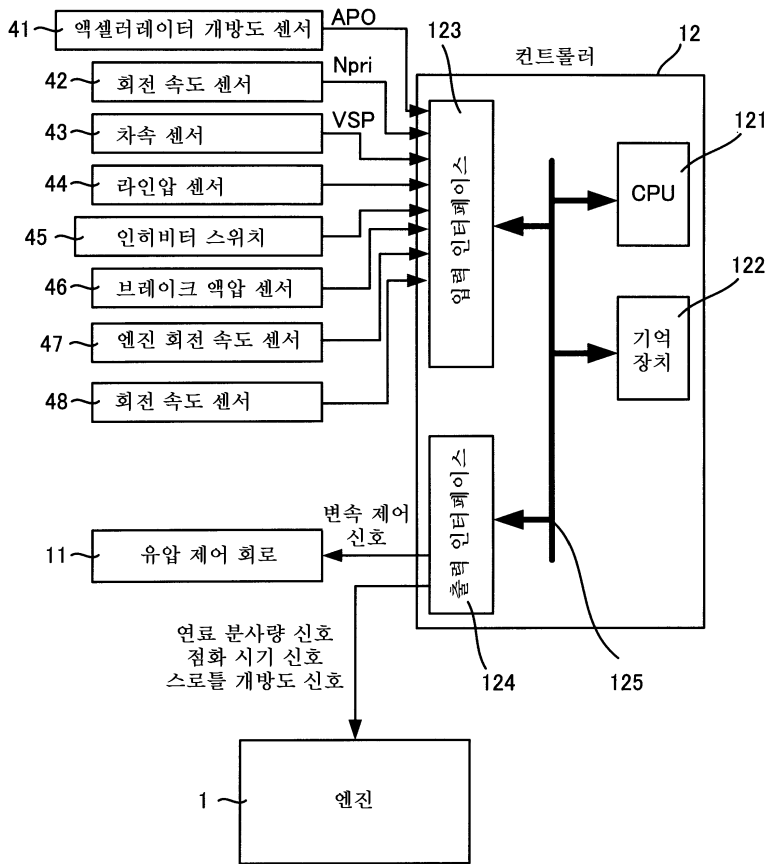 41
액셀러레이터 개방도 센서
APO
42
회전 속도 센서
Npri
43
차속 센서
VSP
44
라인압 센서
45
인히비터 스위치
46
브레이크 액압 센서
47
엔진 회전 속도 센서
48
회전 속도 센서
123
컨트롤러
12
입력 인터페이스
121
CPU
122
기억
장치
출력 인터페이스
124
125
변속 제어
신호
11
유압 제어 회로
연료 분사량 신호
점화 시기 신호
스로틀 개방도 신호
1
엔진